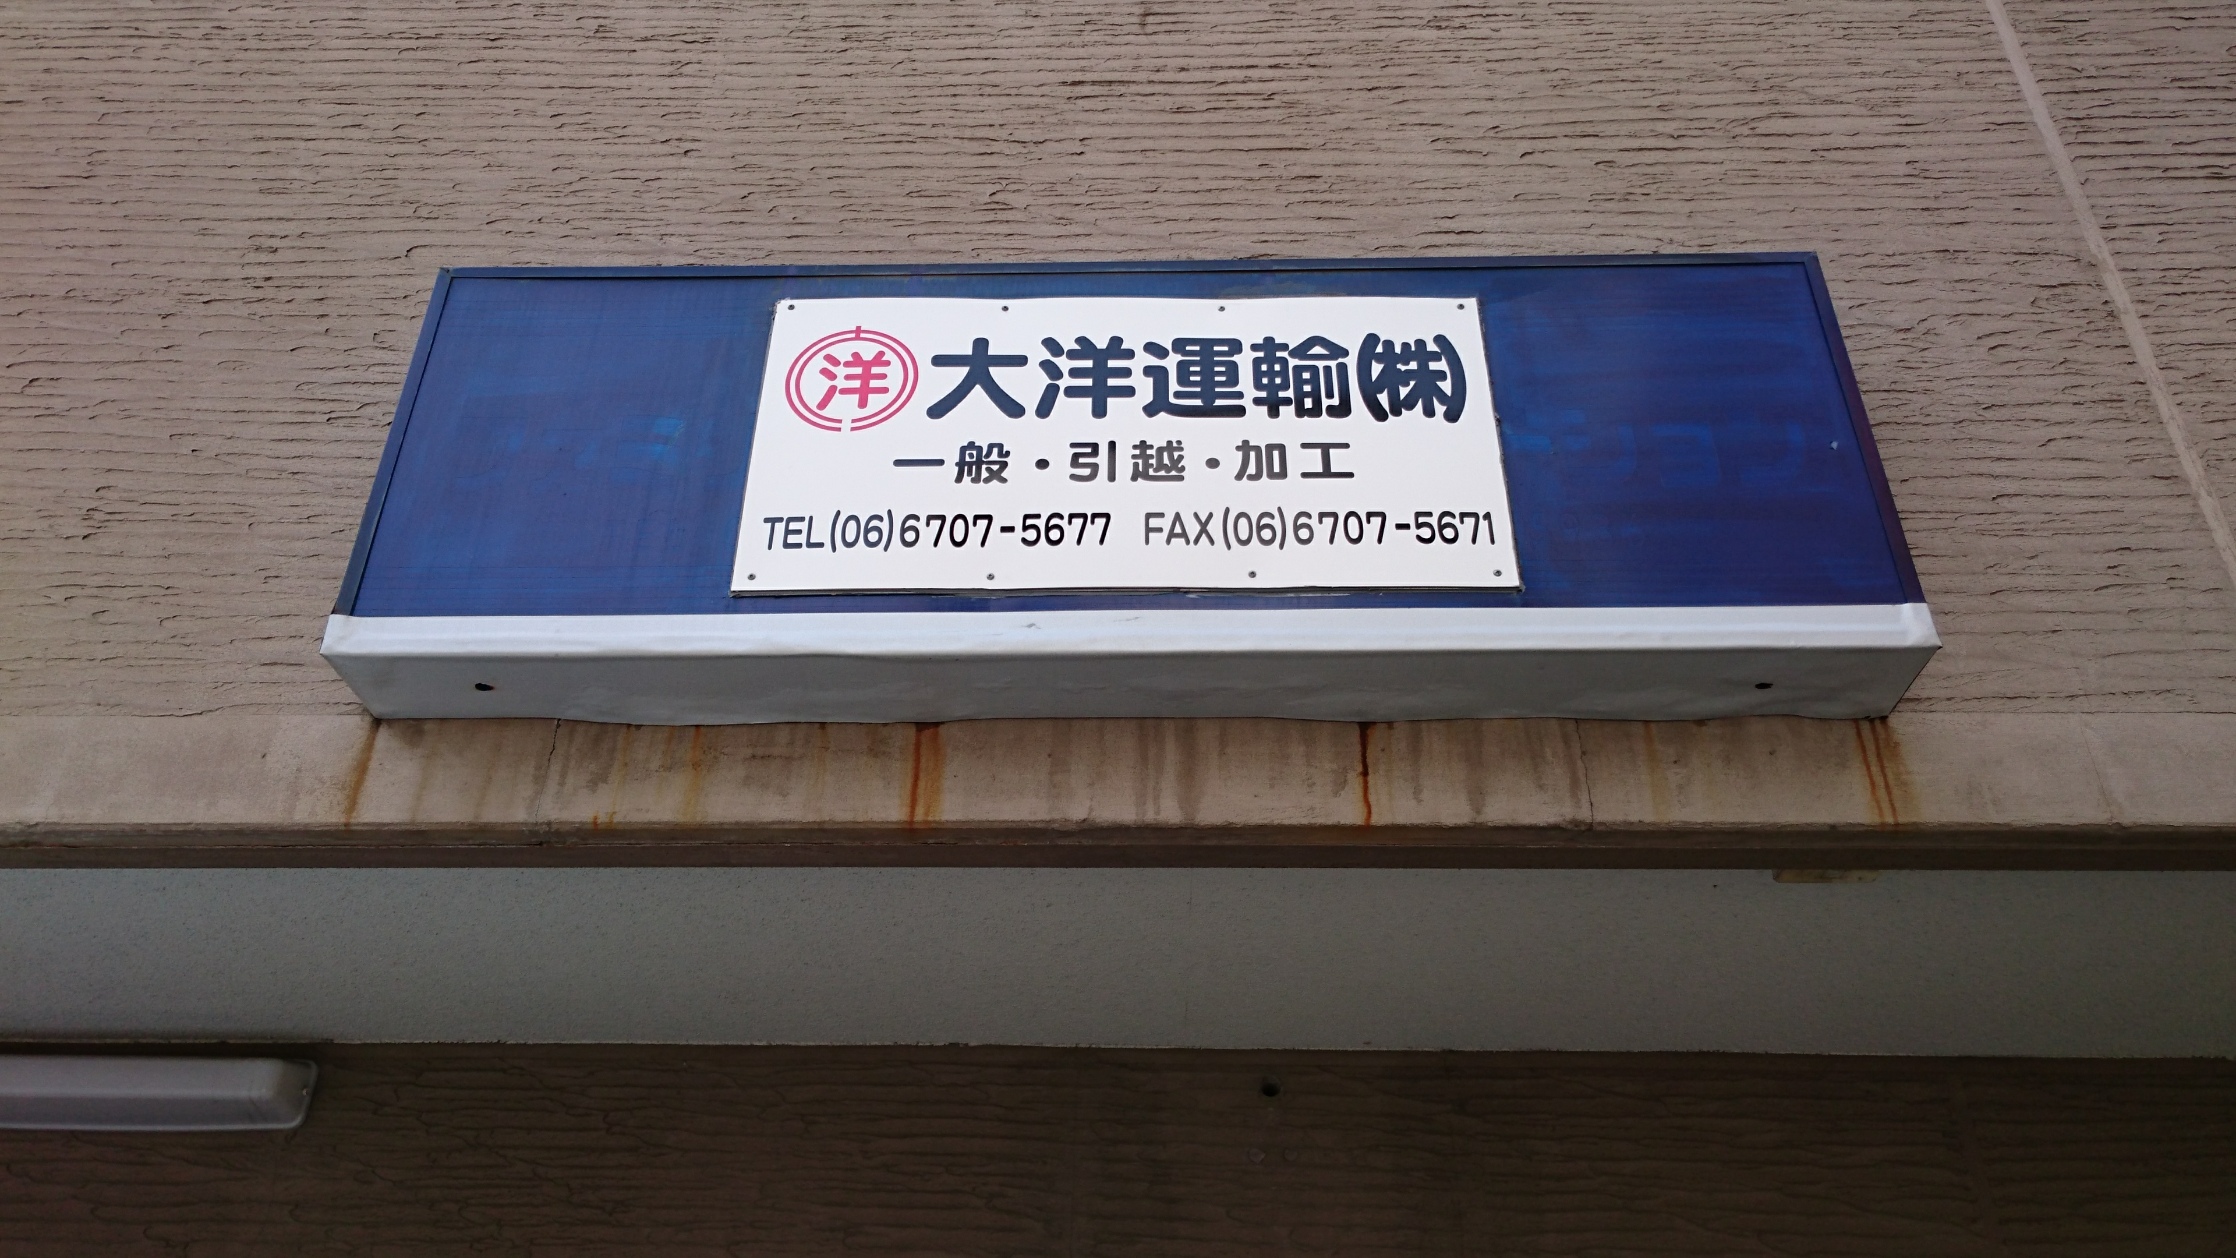 洋 大洋運輸㈱
一般・引越・加工
TEL(06)6707-5677 FAX(06)6707-5671